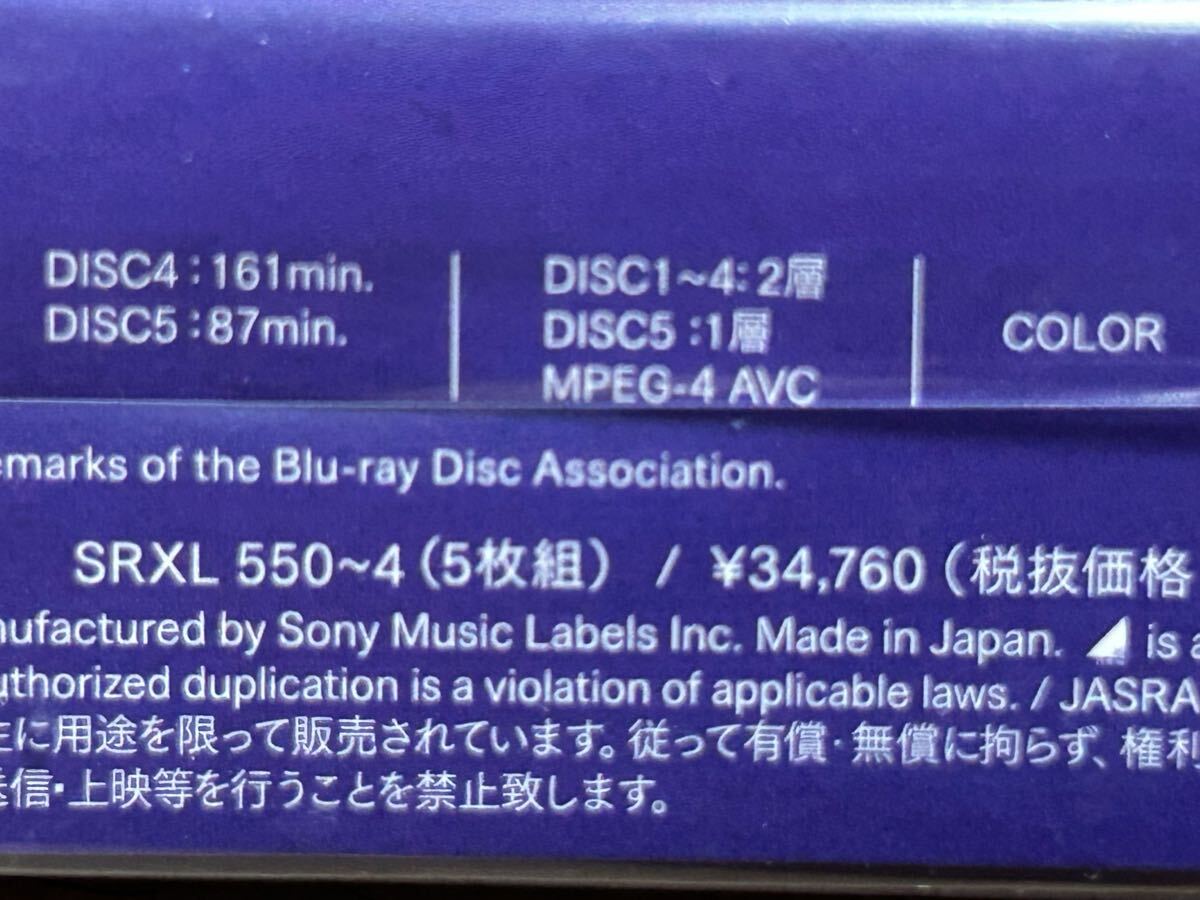 DISC4:161min.
DISC5:87min.
DISC1~4:2層
DISC5:1層
MPEG-4 AVC
COLOR
emarks of the Blu-ray Disc Association.
SRXL 550~4(5枚組) / ¥34,760(税抜価格
nufactured by Sony Music Labels Inc. Made in Japan. is a
uthorized duplication is a violation of applicable laws. / JASRA
に用途を限って販売されています。従って有償・無償に拘らず、権利
送信・上映等を行うことを禁止致します。